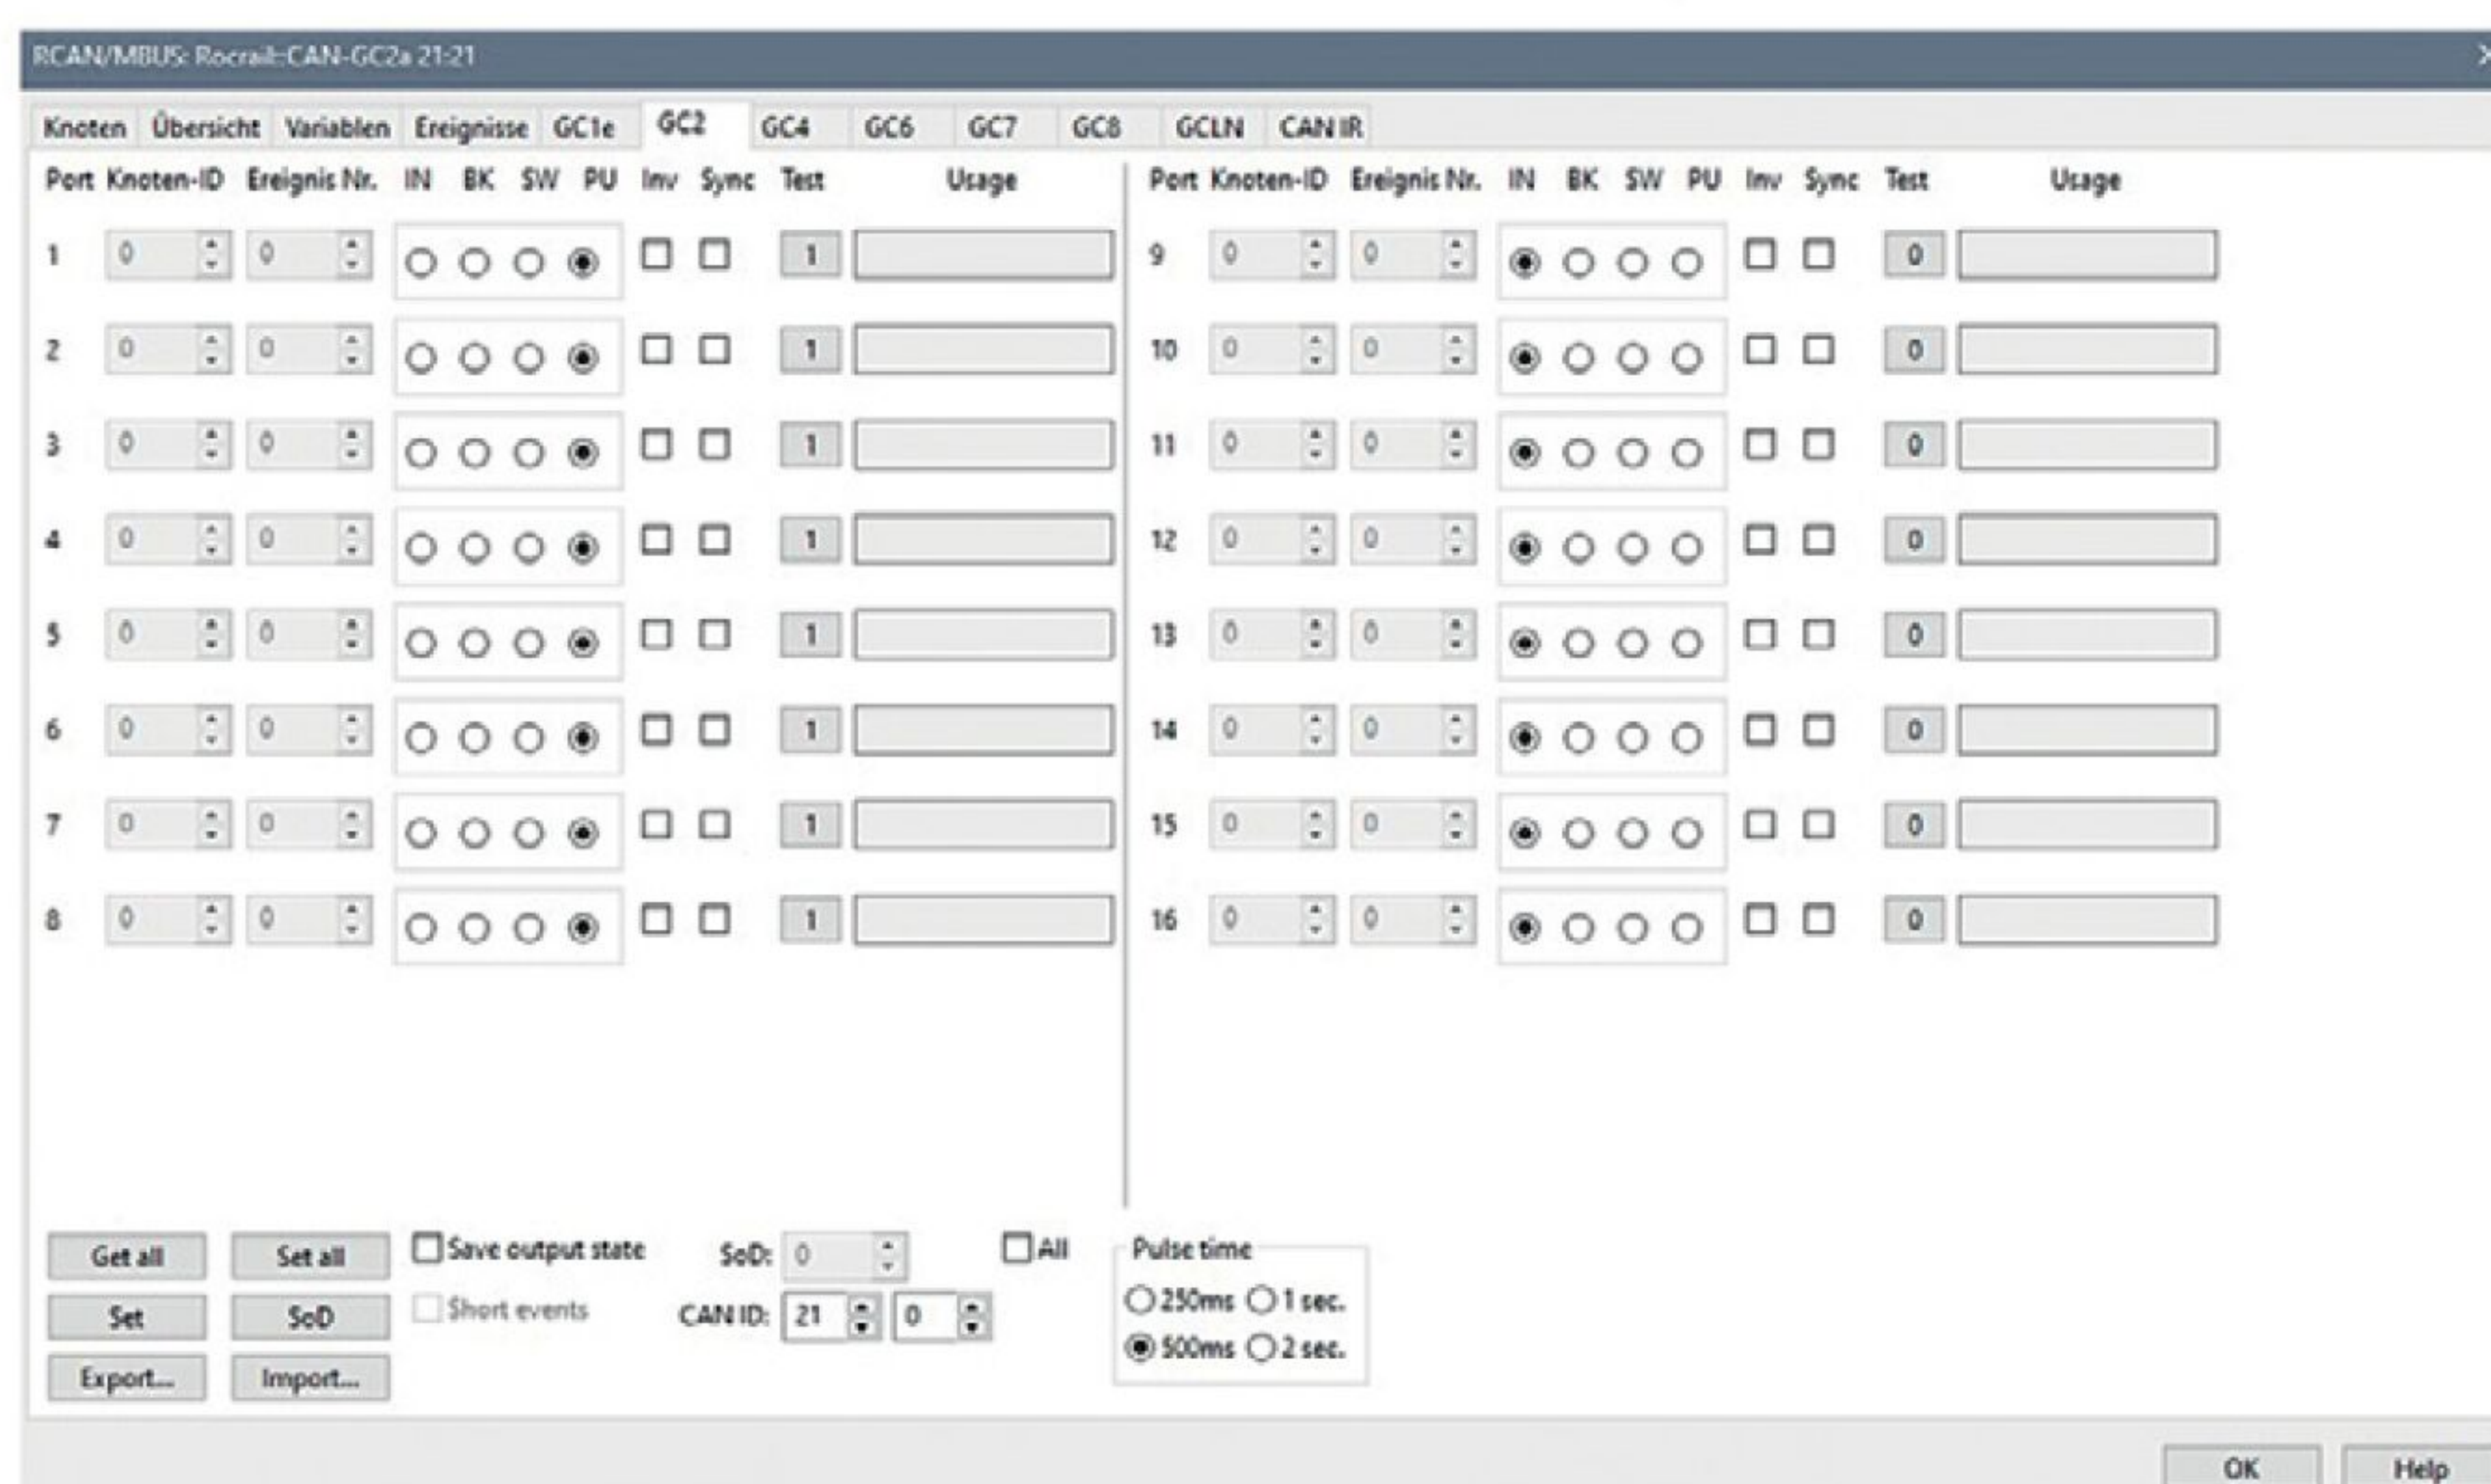 RCAN/MBUS: Rocrail::CAN-GC2a 21:21
Knoten Übersicht Variablen Ereignisse GC1e GC2 GC4 GC6 GC7 GC8 GCLN CAN IR
Port Knoten-ID Ereignis Nr. IN BK SW PU Inv Sync Test Usage Port Knoten-ID Ereignis Nr. IN BK SW PU Inv Sync Test Usage
1 0 0 1 9 0 0 0
2 0 0 1 10 0 0 0
3 0 0 1 11 0 0 0
4 0 0 1 12 0 0 0
5 0 0 1 13 0 0 0
6 0 0 1 14 0 0 0
7 0 0 1 15 0 0 0
8 0 0 1 16 0 0 0
Get all Set all Save output state SoD: 0 All Pulse time
250ms 1 sec.
Set SoD Short events CAN ID: 21 0
500ms 2 sec.
Export... Import...
OK Help